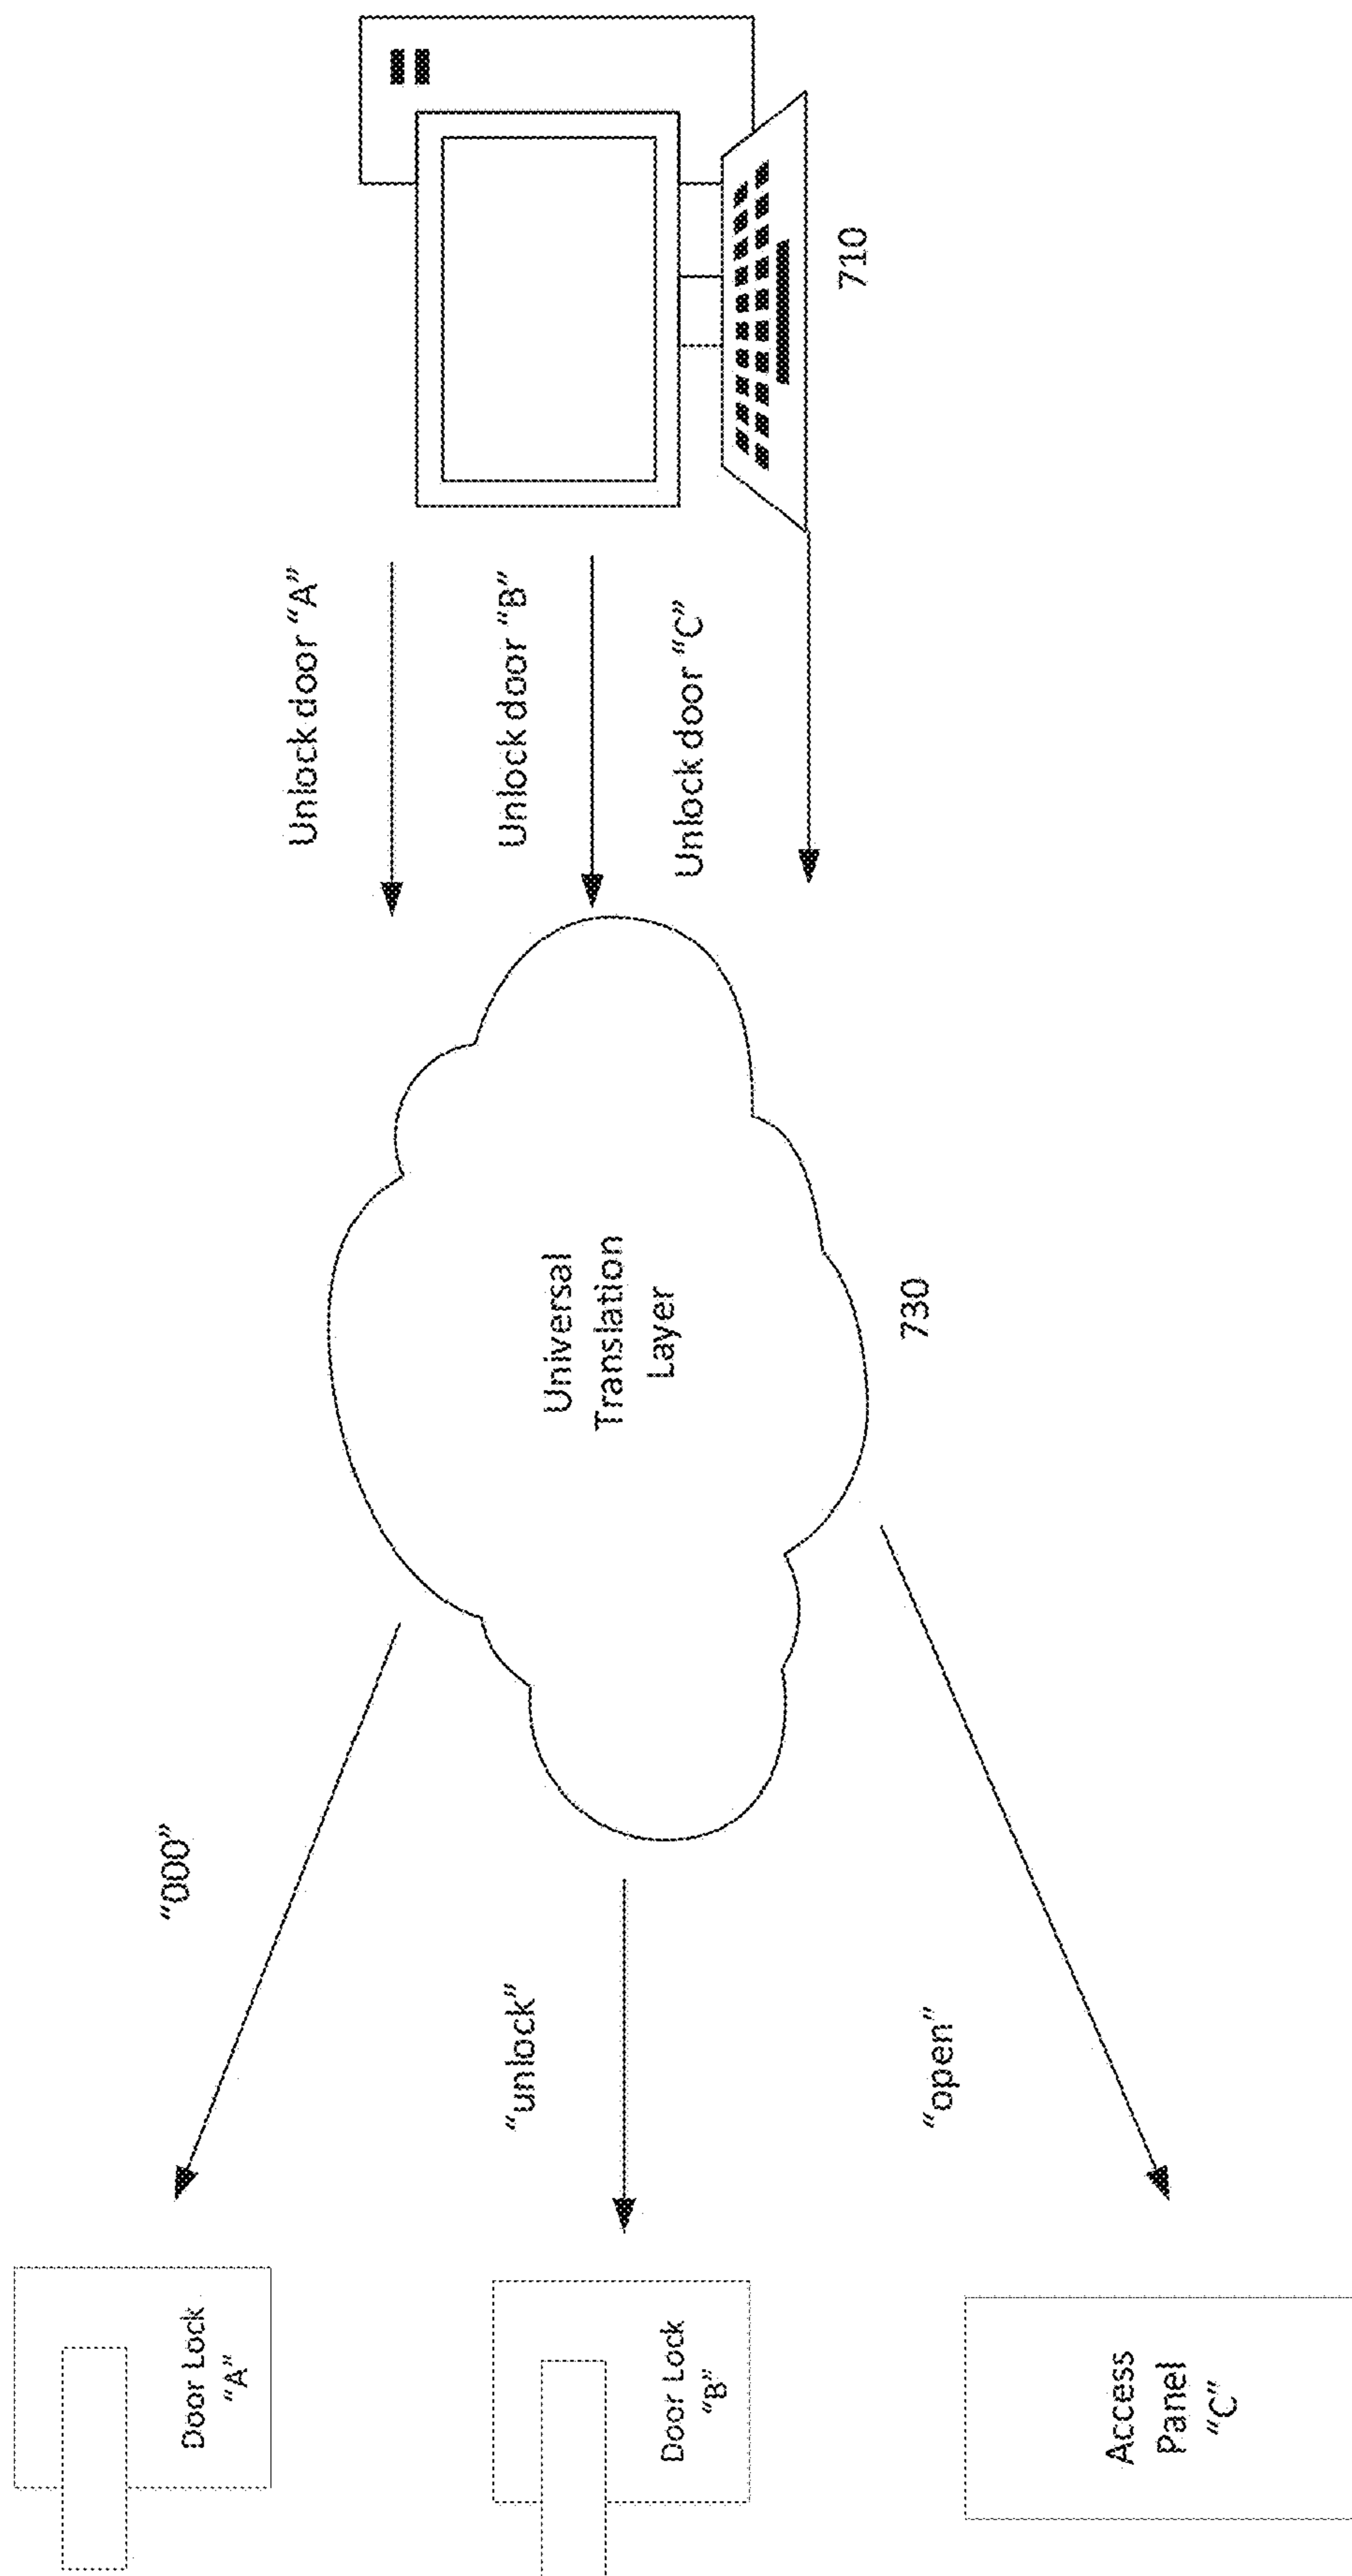 Door Lock
“A”
“000”
Unlock door “A”
Door Lock
“B”
“unlock”
Universal
Translation
Layer
Unlock door “B”
Unlock door “C”
Access
Panel
“C”
“open”
730
710